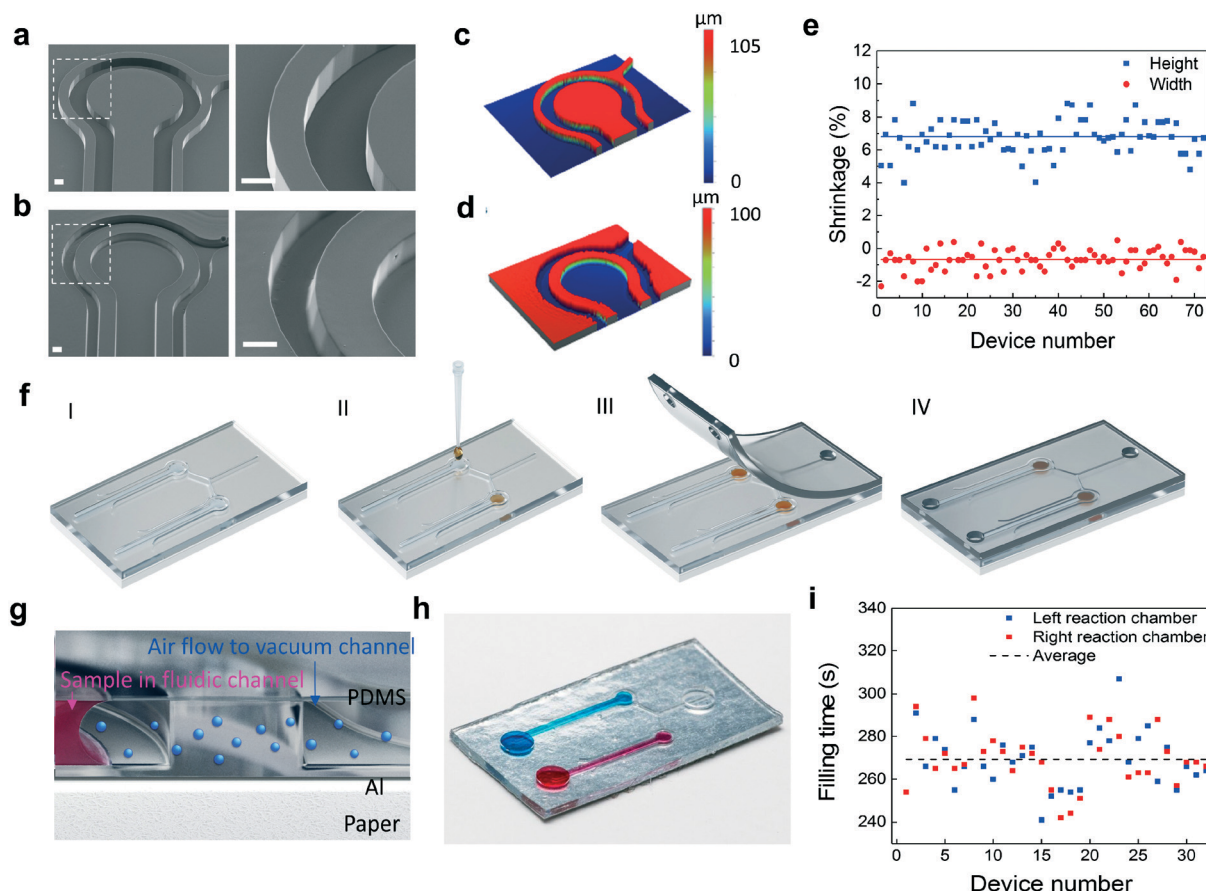 a
b
c
µm
105
0
d
µm
100
0
e
Shrinkage (%)
12
10
8
6
4
2
0
-2
Height
Width
0 10 20 30 40 50 60 70
Device number
f
I
II
III
IV
g
Air flow to vacuum channel
Sample in fluidic channel
PDMS
Al
Paper
h
i
Filling time (s)
340
320
300
280
260
240
Left reaction chamber
Right reaction chamber
Average
0 5 10 15 20 25 30
Device number